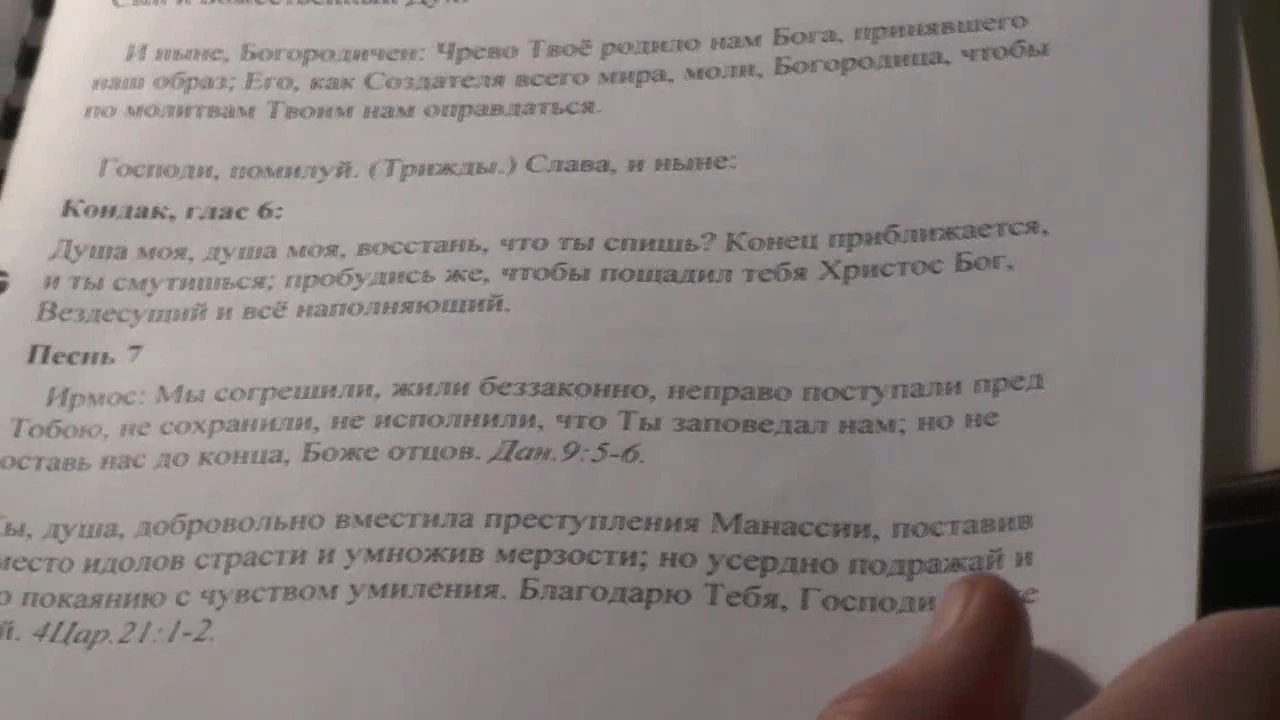 Сын и Божественный Дух.
И ныне, Богородичен: Чрево Твоё родило нам Бога, принявшего
наш образ; Его, как Создателя всего мира, моли, Богородица, чтобы
по молитвам Твоим нам оправдаться.
Господи, помилуй. (Трижды.) Слава, и ныне:
Кондак, глас 6:
Душа моя, душа моя, восстань, что ты спишь? Конец приближается,
и ты смутишься; пробудись же, чтобы пощадил тебя Христос Бог,
Вездесущий и всё наполняющий.
Песнь 7
Ирмос: Мы согрешили, жили беззаконно, неправо поступали пред
Тобою, не сохранили, не исполнили, что Ты заповедал нам; но не
оставь нас до конца, Боже отцов. Дан.9:5-6.
ы, душа, добровольно вместила преступления Манассии, поставив
место идолов страсти и умножив мерзости; но усердно подражай и
о покаянию с чувством умиления. Благодарю Тебя, Господи
й. 4Цар.21:1-2.